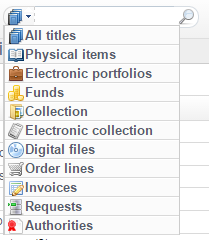 All titles
Physical items
Electronic portfolios
Funds
Collection
Electronic collection
Digital files
Order lines
Invoices
Requests
Authorities